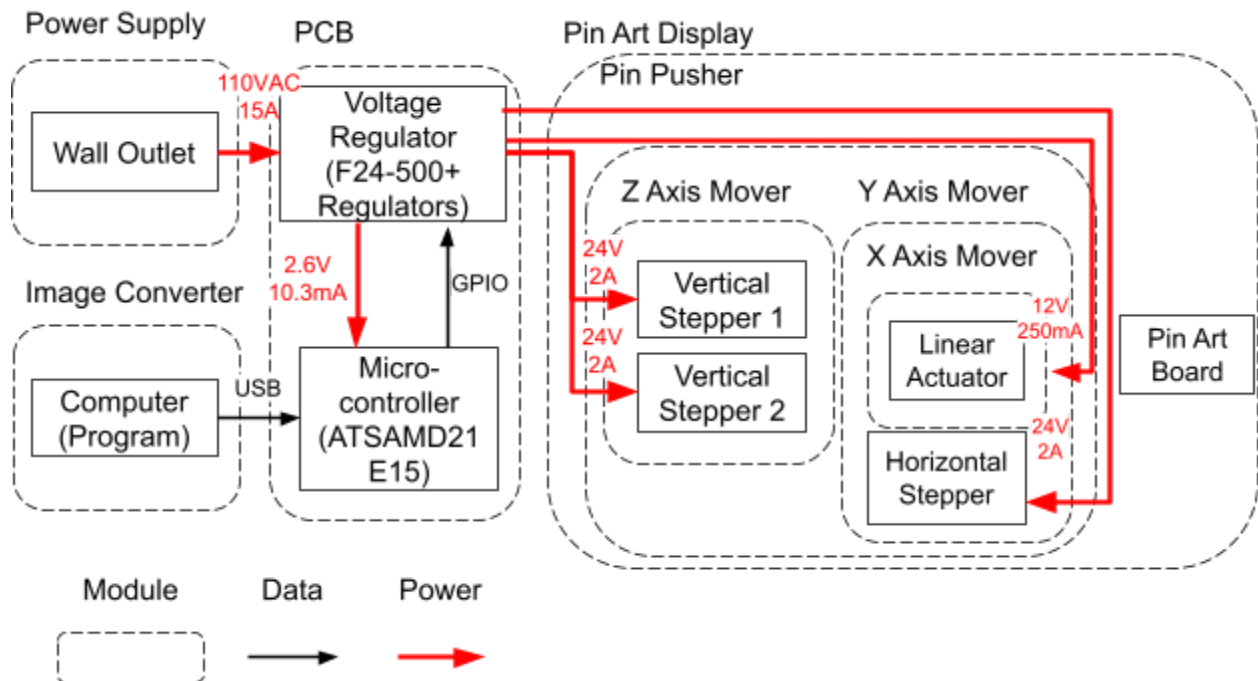 Power Supply
110VAC
15A
Wall Outlet
PCB
Voltage
Regulator
(F24-500+
Regulators)
2.6V
10.3mA
GPIO
Micro-
controller
(ATSAMD21
E15)
Image Converter
Computer
(Program)
USB
Pin Art Display
Pin Pusher
Z Axis Mover
24V
2A
Vertical
Stepper 1
24V
2A
Vertical
Stepper 2
Y Axis Mover
X Axis Mover
12V
250mA
Linear
Actuator
24V
2A
Horizontal
Stepper
Pin Art
Board
Module
Data
Power